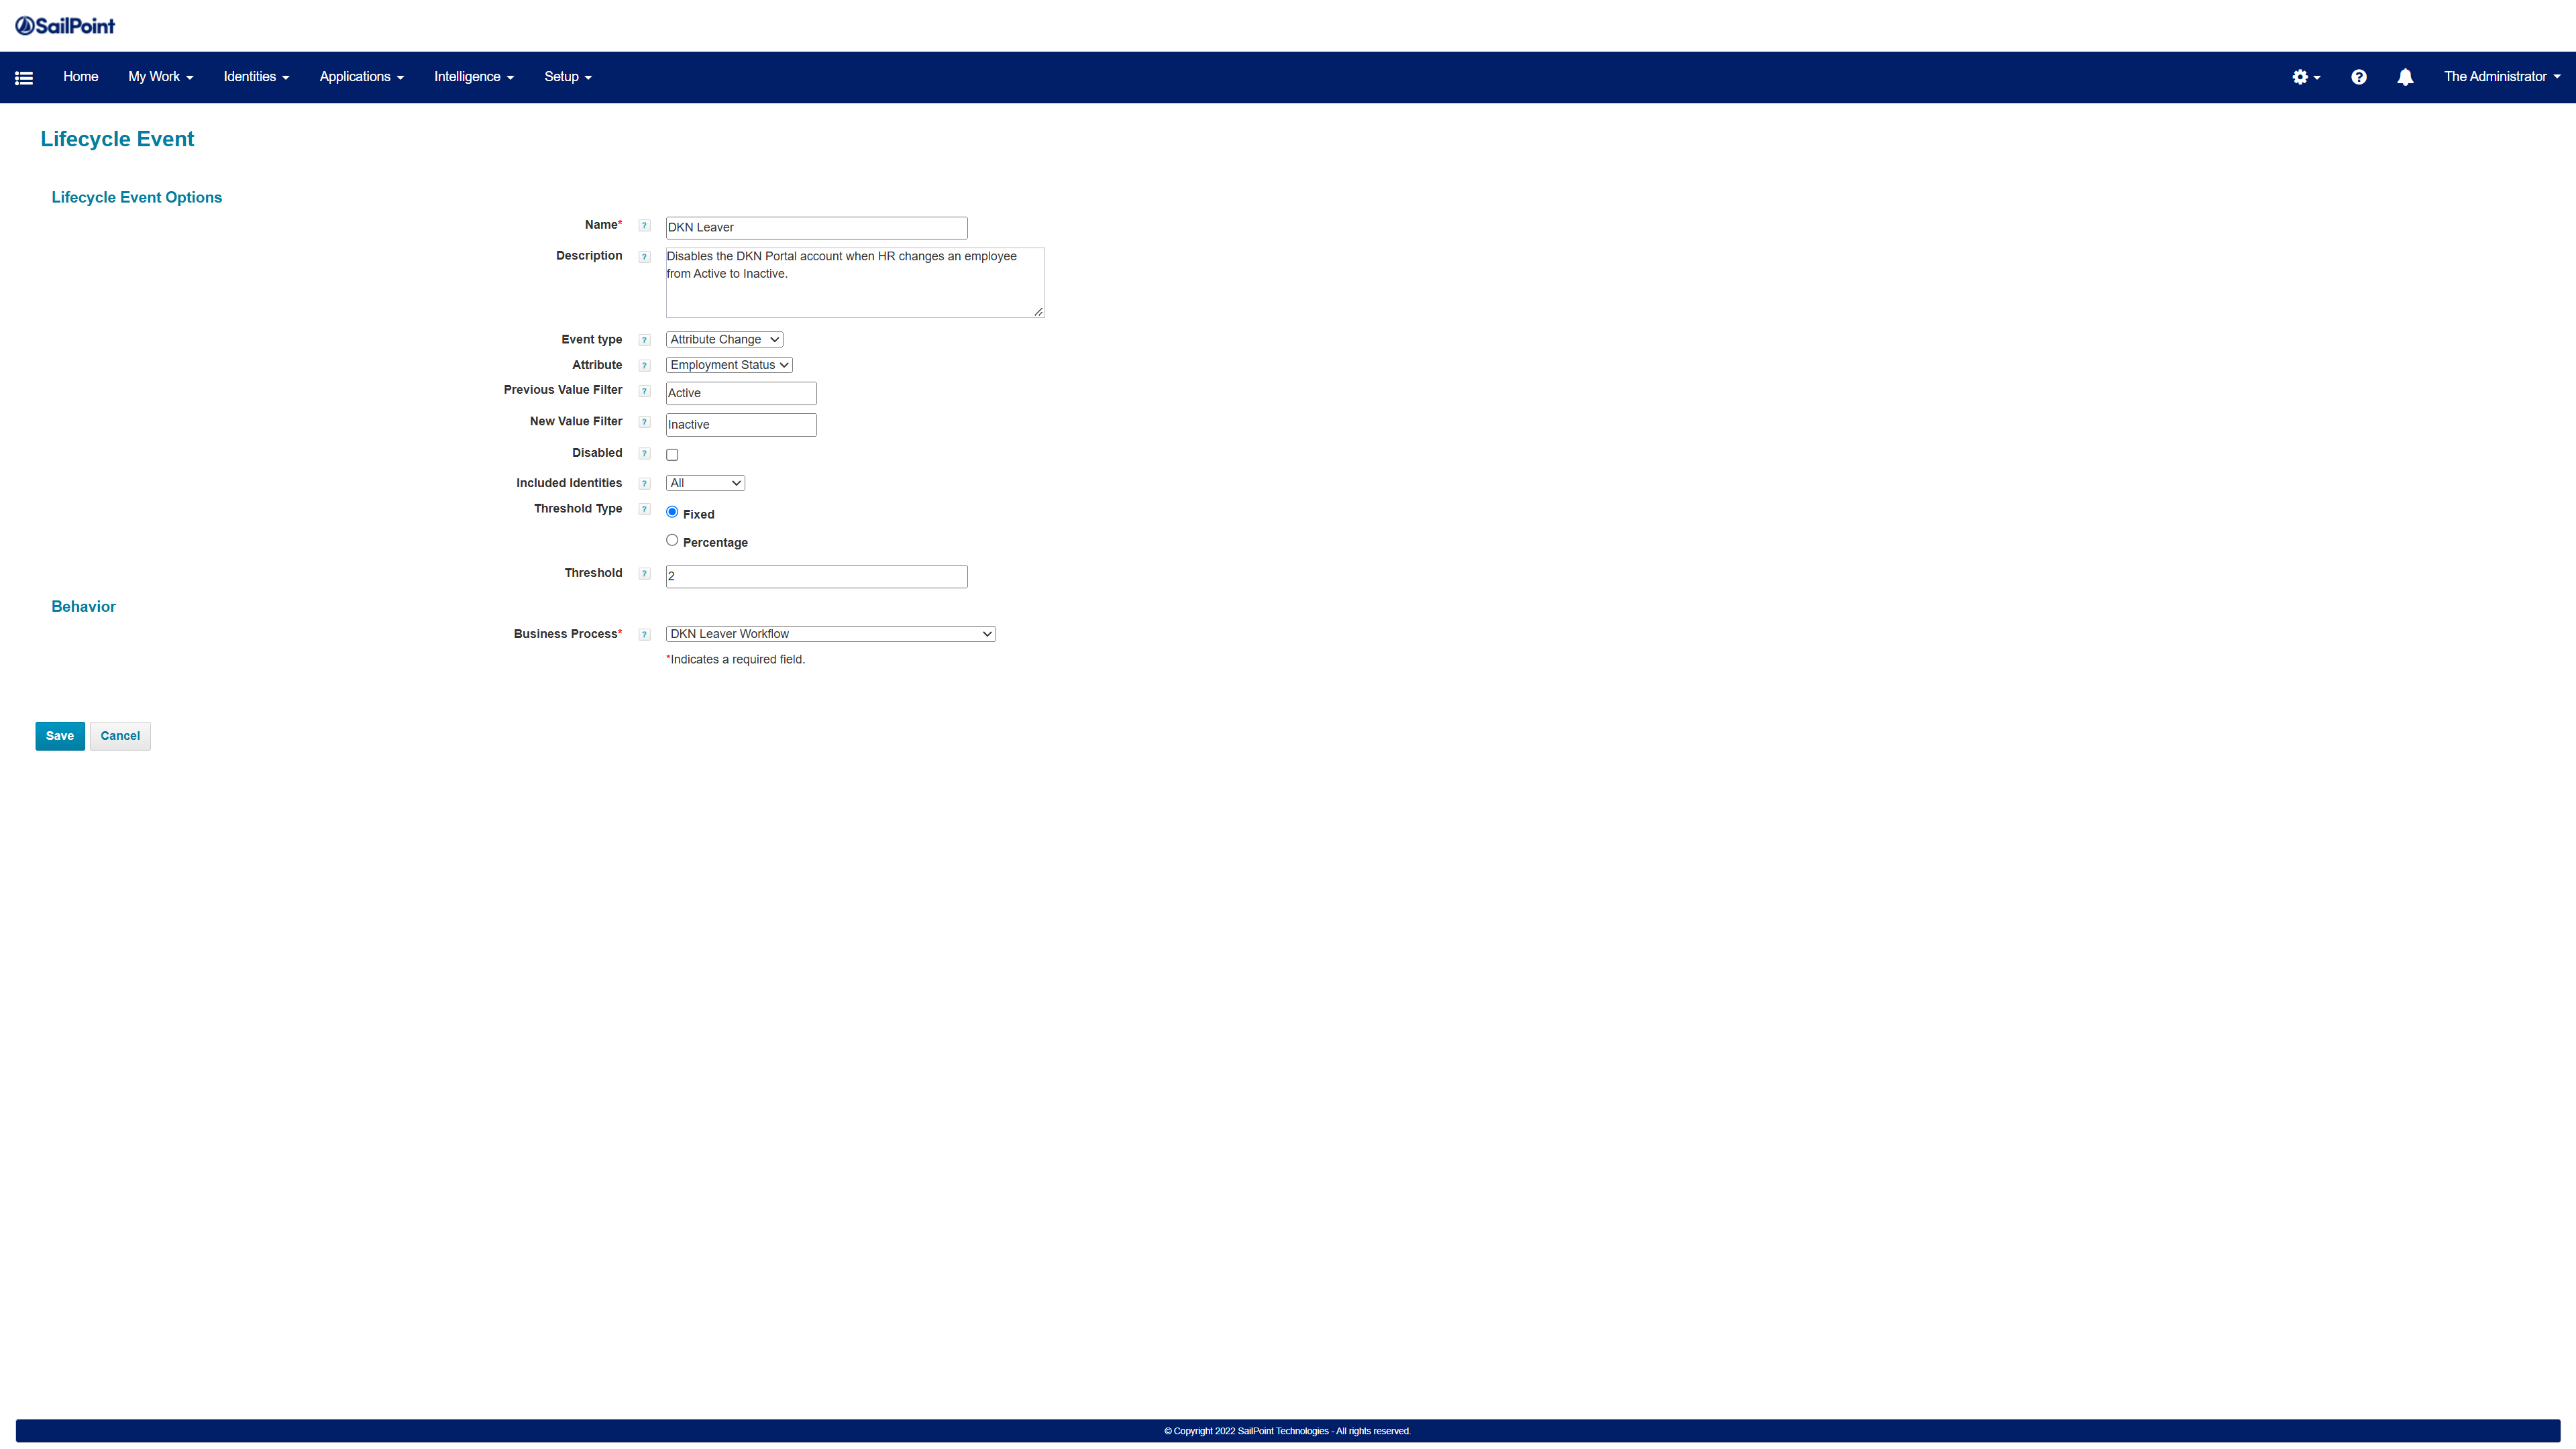 SailPoint
Home My Work Identities Applications Intelligence Setup The Administrator
Lifecycle Event
Lifecycle Event Options
Name* ? DKN Leaver
Description ? Disables the DKN Portal account when HR changes an employee
from Active to Inactive.
Event type ? Attribute Change
Attribute ? Employment Status
Previous Value Filter ? Active
New Value Filter ? Inactive
Disabled ?
Included Identities ? All
Threshold Type ? Fixed
Percentage
Threshold ? 2
Behavior
Business Process* ? DKN Leaver Workflow
*Indicates a required field.
Save Cancel
© Copyright 2022 SailPoint Technologies - All rights reserved.